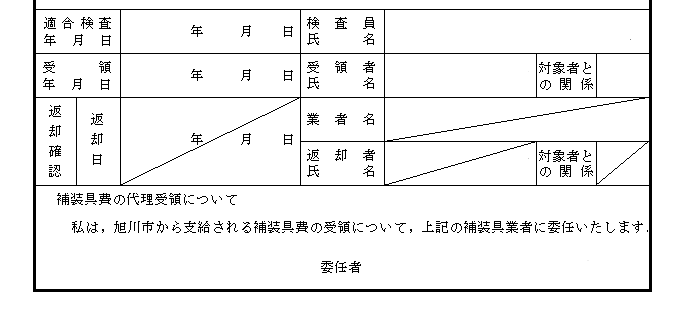 適合検査 年 月 日 検査員
年月日 氏名
受領 年 月 日 受領者 対象者と
年月日 氏名 の関係
返却確認 返却日 年 月 日 業者名
返却者 対象者と
氏名 の関係
補装具費の代理受領について
私は，旭川市から支給される補装具費の受領について，上記の補装具業者に委任いたします．
委任者